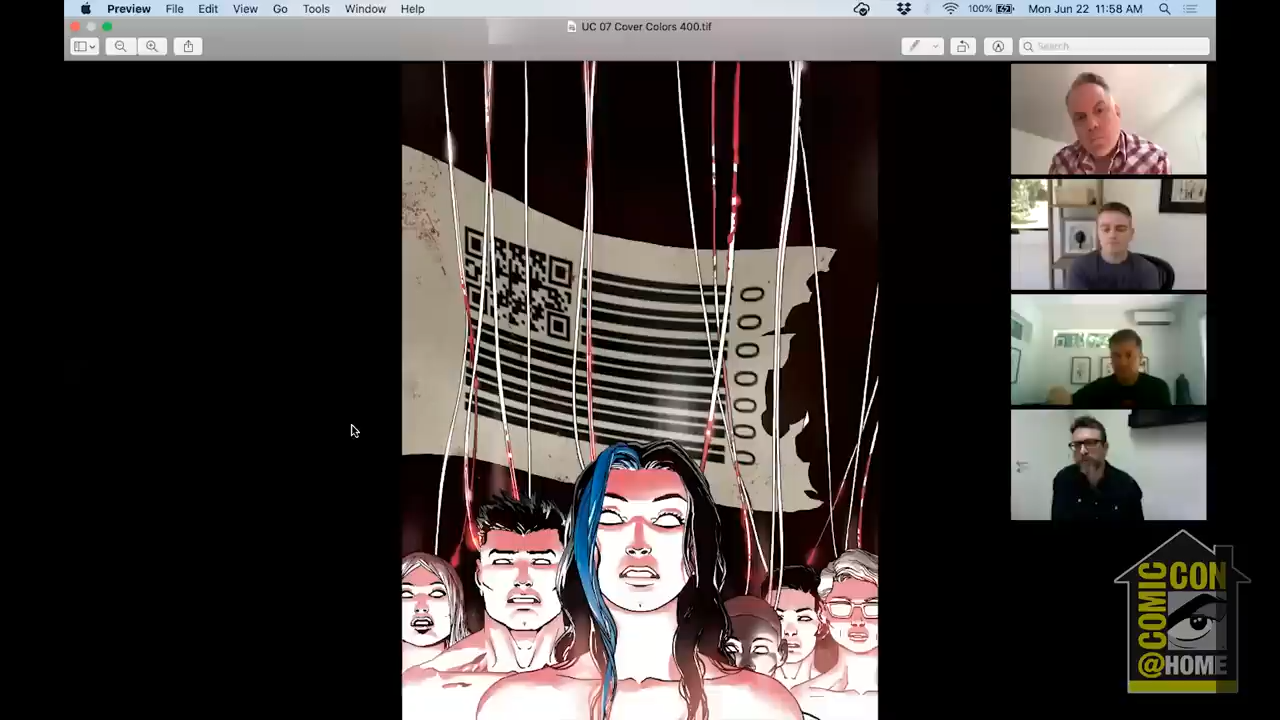 Preview File Edit View Go Tools Window Help 100% Mon Jun 22 11:58 AM
UC 07 Cover Colors 400.tif
Search
0000000
COMIC
CON
@HOME